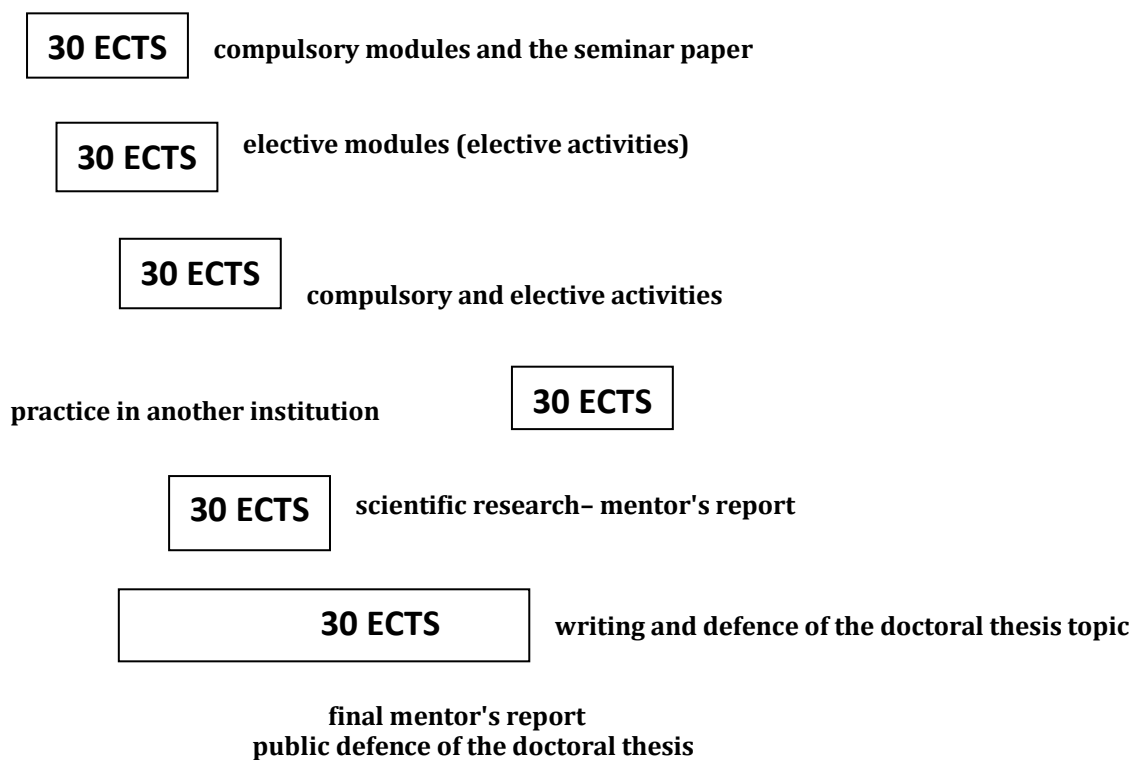 30 ECTS compulsory modules and the seminar paper
30 ECTS elective modules (elective activities)
30 ECTS compulsory and elective activities
practice in another institution 30 ECTS
30 ECTS scientific research– mentor's report
30 ECTS writing and defence of the doctoral thesis topic
final mentor's report
public defence of the doctoral thesis